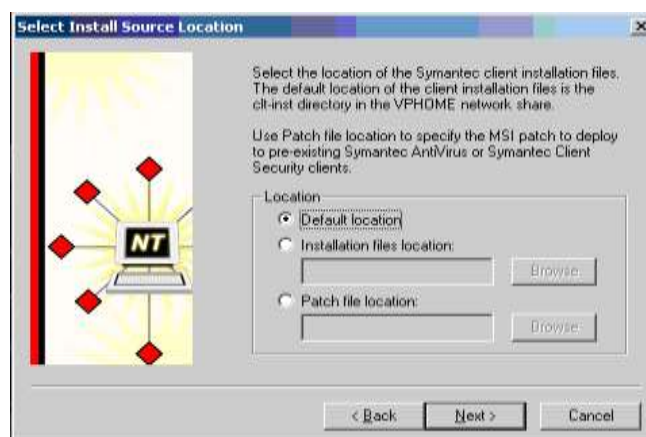 Select Install Source Location
Select the location of the Symantec client installation files.
The default location of the client installation files is the
clt-inst directory in the VPHOME network share.
Use Patch file location to specify the MSI patch to deploy
to pre-existing Symantec AntiVirus or Symantec Client
Security clients.
Location
Default location
Installation files location:
Browse
Patch file location:
Browse
NT
< Back
Next >
Cancel